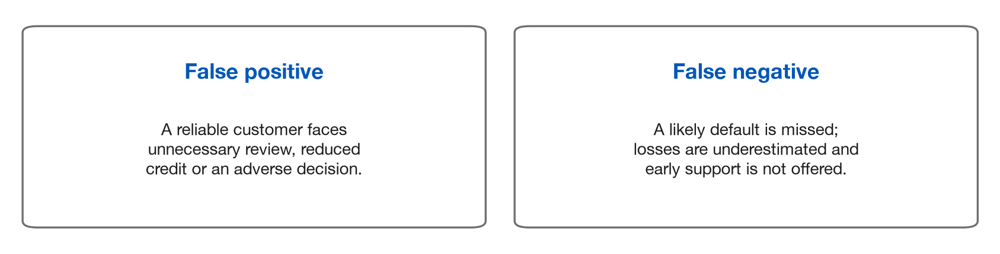 False positive
A reliable customer faces
unnecessary review, reduced
credit or an adverse decision.
False negative
A likely default is missed;
losses are underestimated and
early support is not offered.